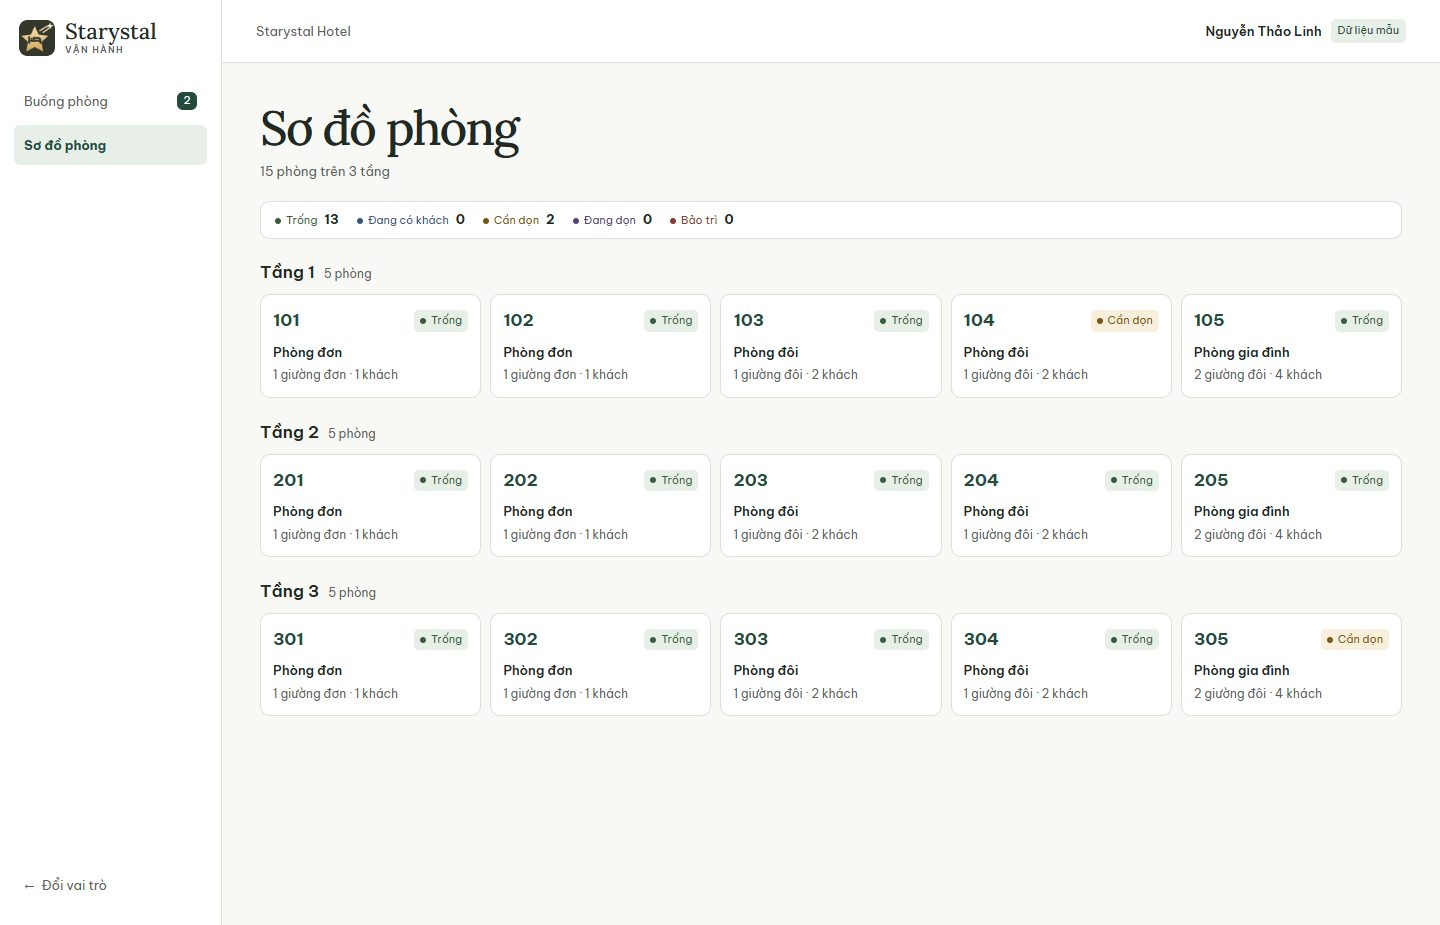 Starystal
VẬN HÀNH
Buồng phòng 2
Sơ đồ phòng
← Đổi vai trò
Starystal Hotel
Nguyễn Thảo Linh Dữ liệu mẫu
Sơ đồ phòng
15 phòng trên 3 tầng
Trống 13 Đang có khách 0 Cần dọn 2 Đang dọn 0 Bảo trì 0
Tầng 1 5 phòng
101 Trống 102 Trống 103 Trống 104 Cần dọn 105 Trống
Phòng đơn Phòng đơn Phòng đôi Phòng đôi Phòng gia đình
1 giường đơn · 1 khách 1 giường đơn · 1 khách 1 giường đôi · 2 khách 1 giường đôi · 2 khách 2 giường đôi · 4 khách
Tầng 2 5 phòng
201 Trống 202 Trống 203 Trống 204 Trống 205 Trống
Phòng đơn Phòng đơn Phòng đôi Phòng đôi Phòng gia đình
1 giường đơn · 1 khách 1 giường đơn · 1 khách 1 giường đôi · 2 khách 1 giường đôi · 2 khách 2 giường đôi · 4 khách
Tầng 3 5 phòng
301 Trống 302 Trống 303 Trống 304 Trống 305 Cần dọn
Phòng đơn Phòng đơn Phòng đôi Phòng đôi Phòng gia đình
1 giường đơn · 1 khách 1 giường đơn · 1 khách 1 giường đôi · 2 khách 1 giường đôi · 2 khách 2 giường đôi · 4 khách